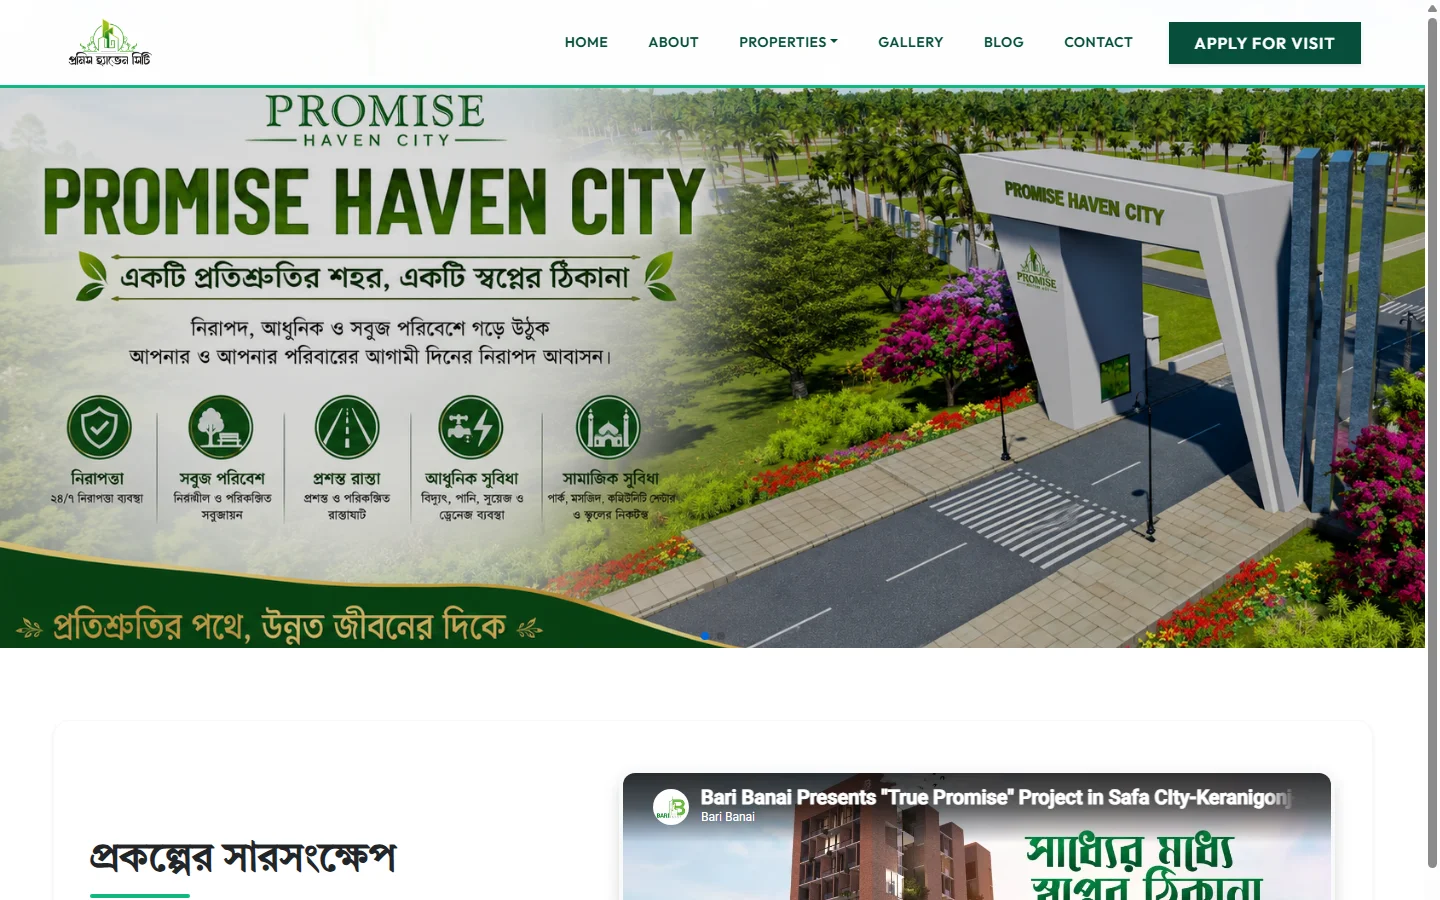 প্রমিস হ্যাভেন সিটি
HOME ABOUT PROPERTIES GALLERY BLOG CONTACT APPLY FOR VISIT
PROMISE
HAVEN CITY
PROMISE HAVEN CITY
একটি প্রতিশ্রুতির শহর, একটি স্বপ্নের ঠিকানা
নিরাপদ, আধুনিক ও সবুজ পরিবেশে গড়ে উঠুক
আপনার ও আপনার পরিবারের আগামী দিনের নিরাপদ আবাসন।
নিরাপত্তা
২৪/৭ নিরাপত্তা ব্যবস্থা
সবুজ পরিবেশ
ও পরিকল্পিত
সবুজায়ন
প্রশস্ত রাস্তা
প্রশস্ত ও পরিকল্পিত
রাস্তাঘাট
আধুনিক সুবিধা
বিদ্যুৎ, পানি, সুয়েজ ও
ড্রেনেজ ব্যবস্থা
সামাজিক সুবিধা
পার্ক, মসজিদ, কমিউনিটি সেন্টার
ও স্কুলের
প্রতিশ্রুতির পথে, উন্নত জীবনের দিকে
PROMISE HAVEN CITY
PROMISE
প্রকল্পের সারসংক্ষেপ
Bari Banai Presents "True Promise" Project in Safa CIty-Keranigonj
Bari Banai
সাধ্যের মধ্যে
স্বপ্নের ঠিকানা